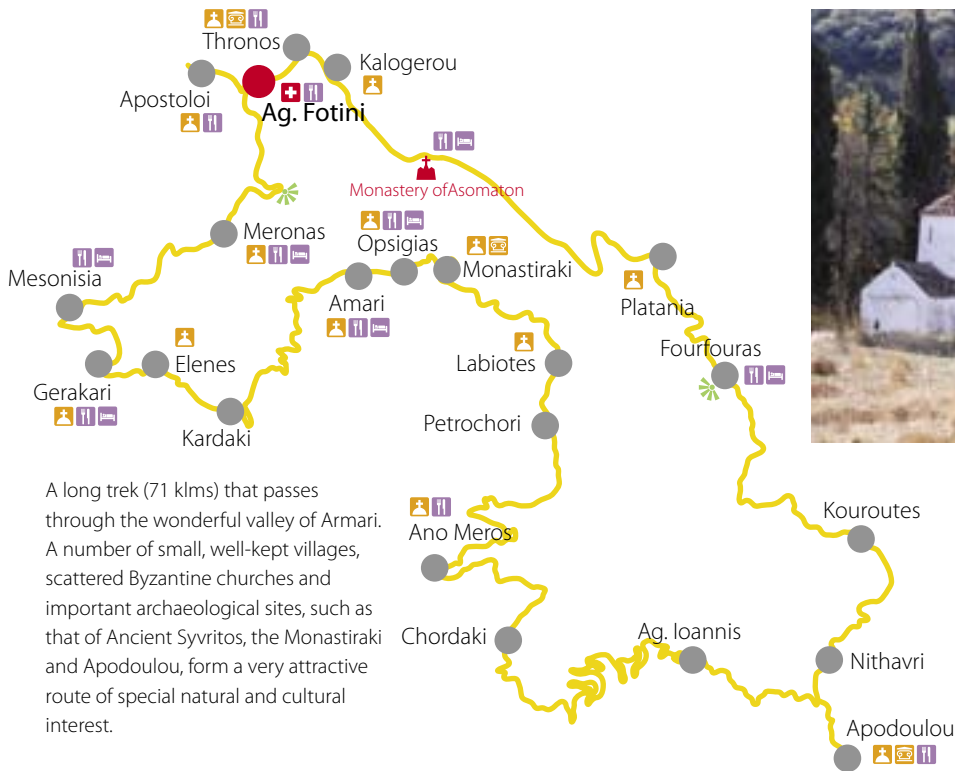 Thronos
Kalogerou
Apostoloi
Ag. Fotini
Monastery ofAsomaton
Meronas
Opsigias
Monastiraki
Mesonisia
Amari
Platania
Elenes
Labiotes
Fourfouras
Gerakari
Kardaki
Petrochori
A long trek (71 klms) that passes
through the wonderful valley of Armari.
A number of small, well-kept villages,
scattered Byzantine churches and
important archaeological sites, such as
that of Ancient Syvritos, the Monastiraki
and Apodoulou, form a very attractive
route of special natural and cultural
interest.
Ano Meros
Kouroutes
Chordaki
Ag. Ioannis
Nithavri
Apodoulou